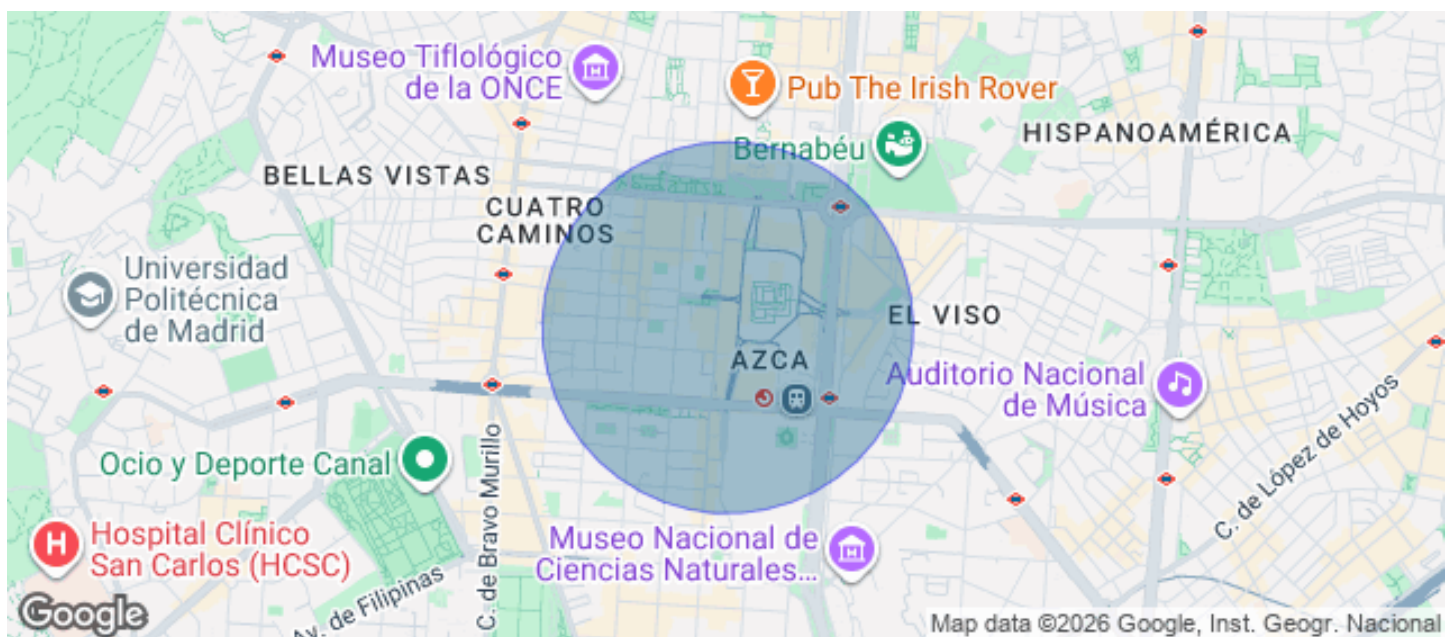 Museo Tiflológico
de la ONCE
Pub The Irish Rover
HISPANOAMÉRICA
Bernabéu
BELLAS VISTAS
CUATRO
CAMINOS
Universidad
Politécnica
de Madrid
EL VISO
AZCA
Auditorio Nacional
de Música
C. de López de Hoyos
Ocio y Deporte Canal
C. de Bravo Murillo
H
Hospital Clínico
San Carlos (HCSC)
Museo Nacional de
Ciencias Naturales...
Av. de Filipinas
Google
Map data ©2026 Google, Inst. Geogr. Nacional